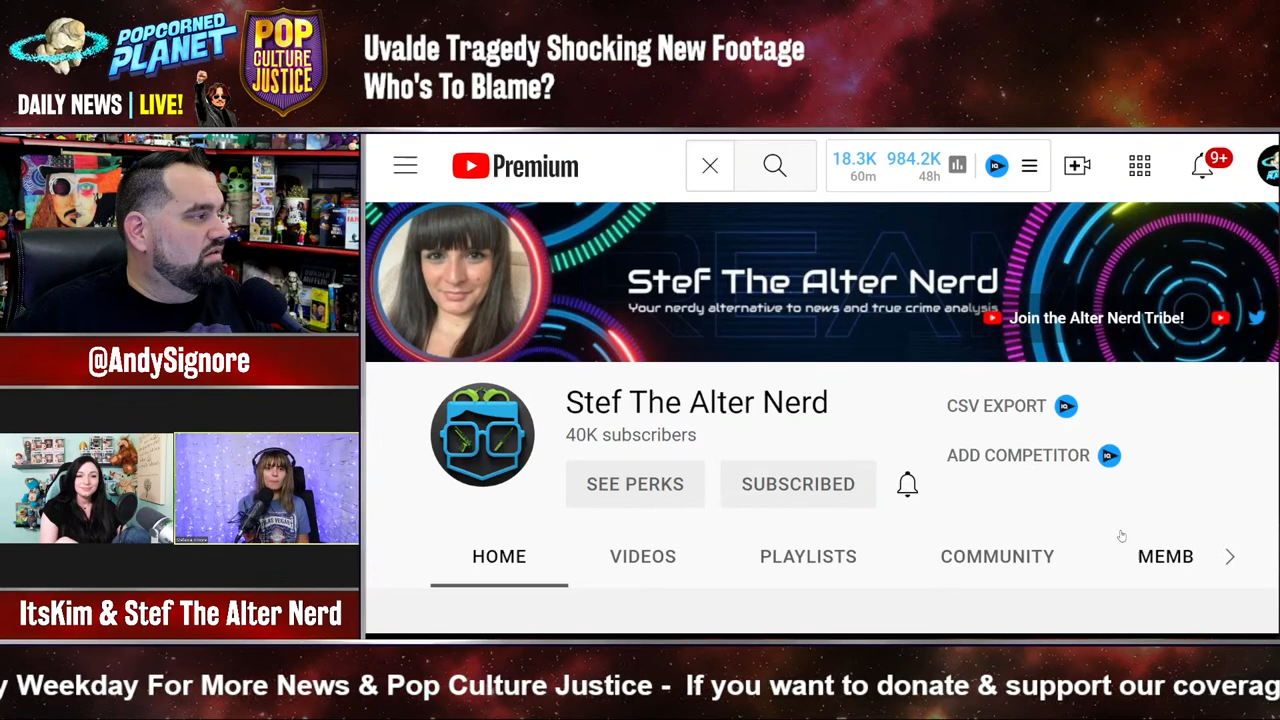 POPCORNED
PLANET
POP
CULTURE
JUSTICE
DAILY NEWS | LIVE!
Uvalde Tragedy Shocking New Footage
Who's To Blame?
Premium
18.3K 984.2K
60m 48h
9+
Stef The Alter Nerd
Your nerdy alternative to news and true crime analysis
Join the Alter Nerd Tribe!
@AndySignore
Stef The Alter Nerd
40K subscribers
CSV EXPORT
ADD COMPETITOR
SEE PERKS
SUBSCRIBED
HOME
VIDEOS
PLAYLISTS
COMMUNITY
MEMB
ItsKim & Stef The Alter Nerd
y Weekday For More News & Pop Culture Justice - If you want to donate & support our coverag